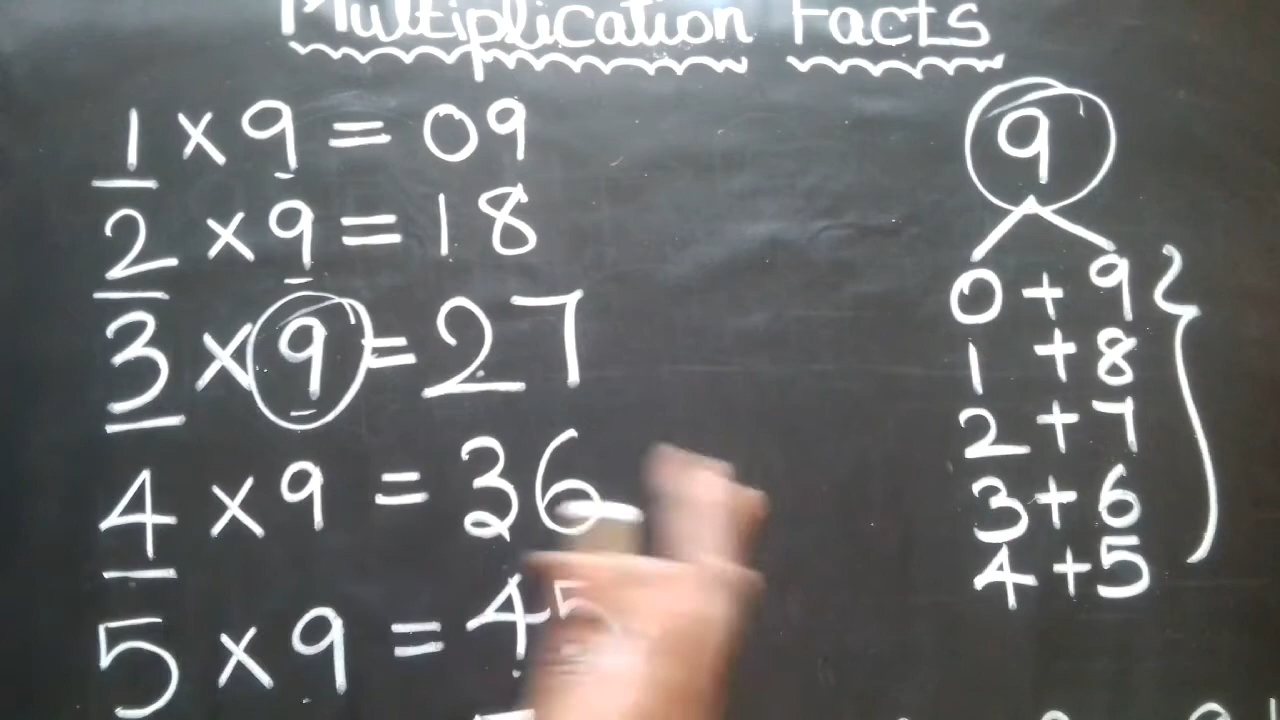 Multiplication Facts
1 × 9 = 09
2 × 9 = 18
3 × 9 = 27
4 × 9 = 36
5 × 9 = 45
9
0 + 9
1 + 8
2 + 7
3 + 6
4 + 5